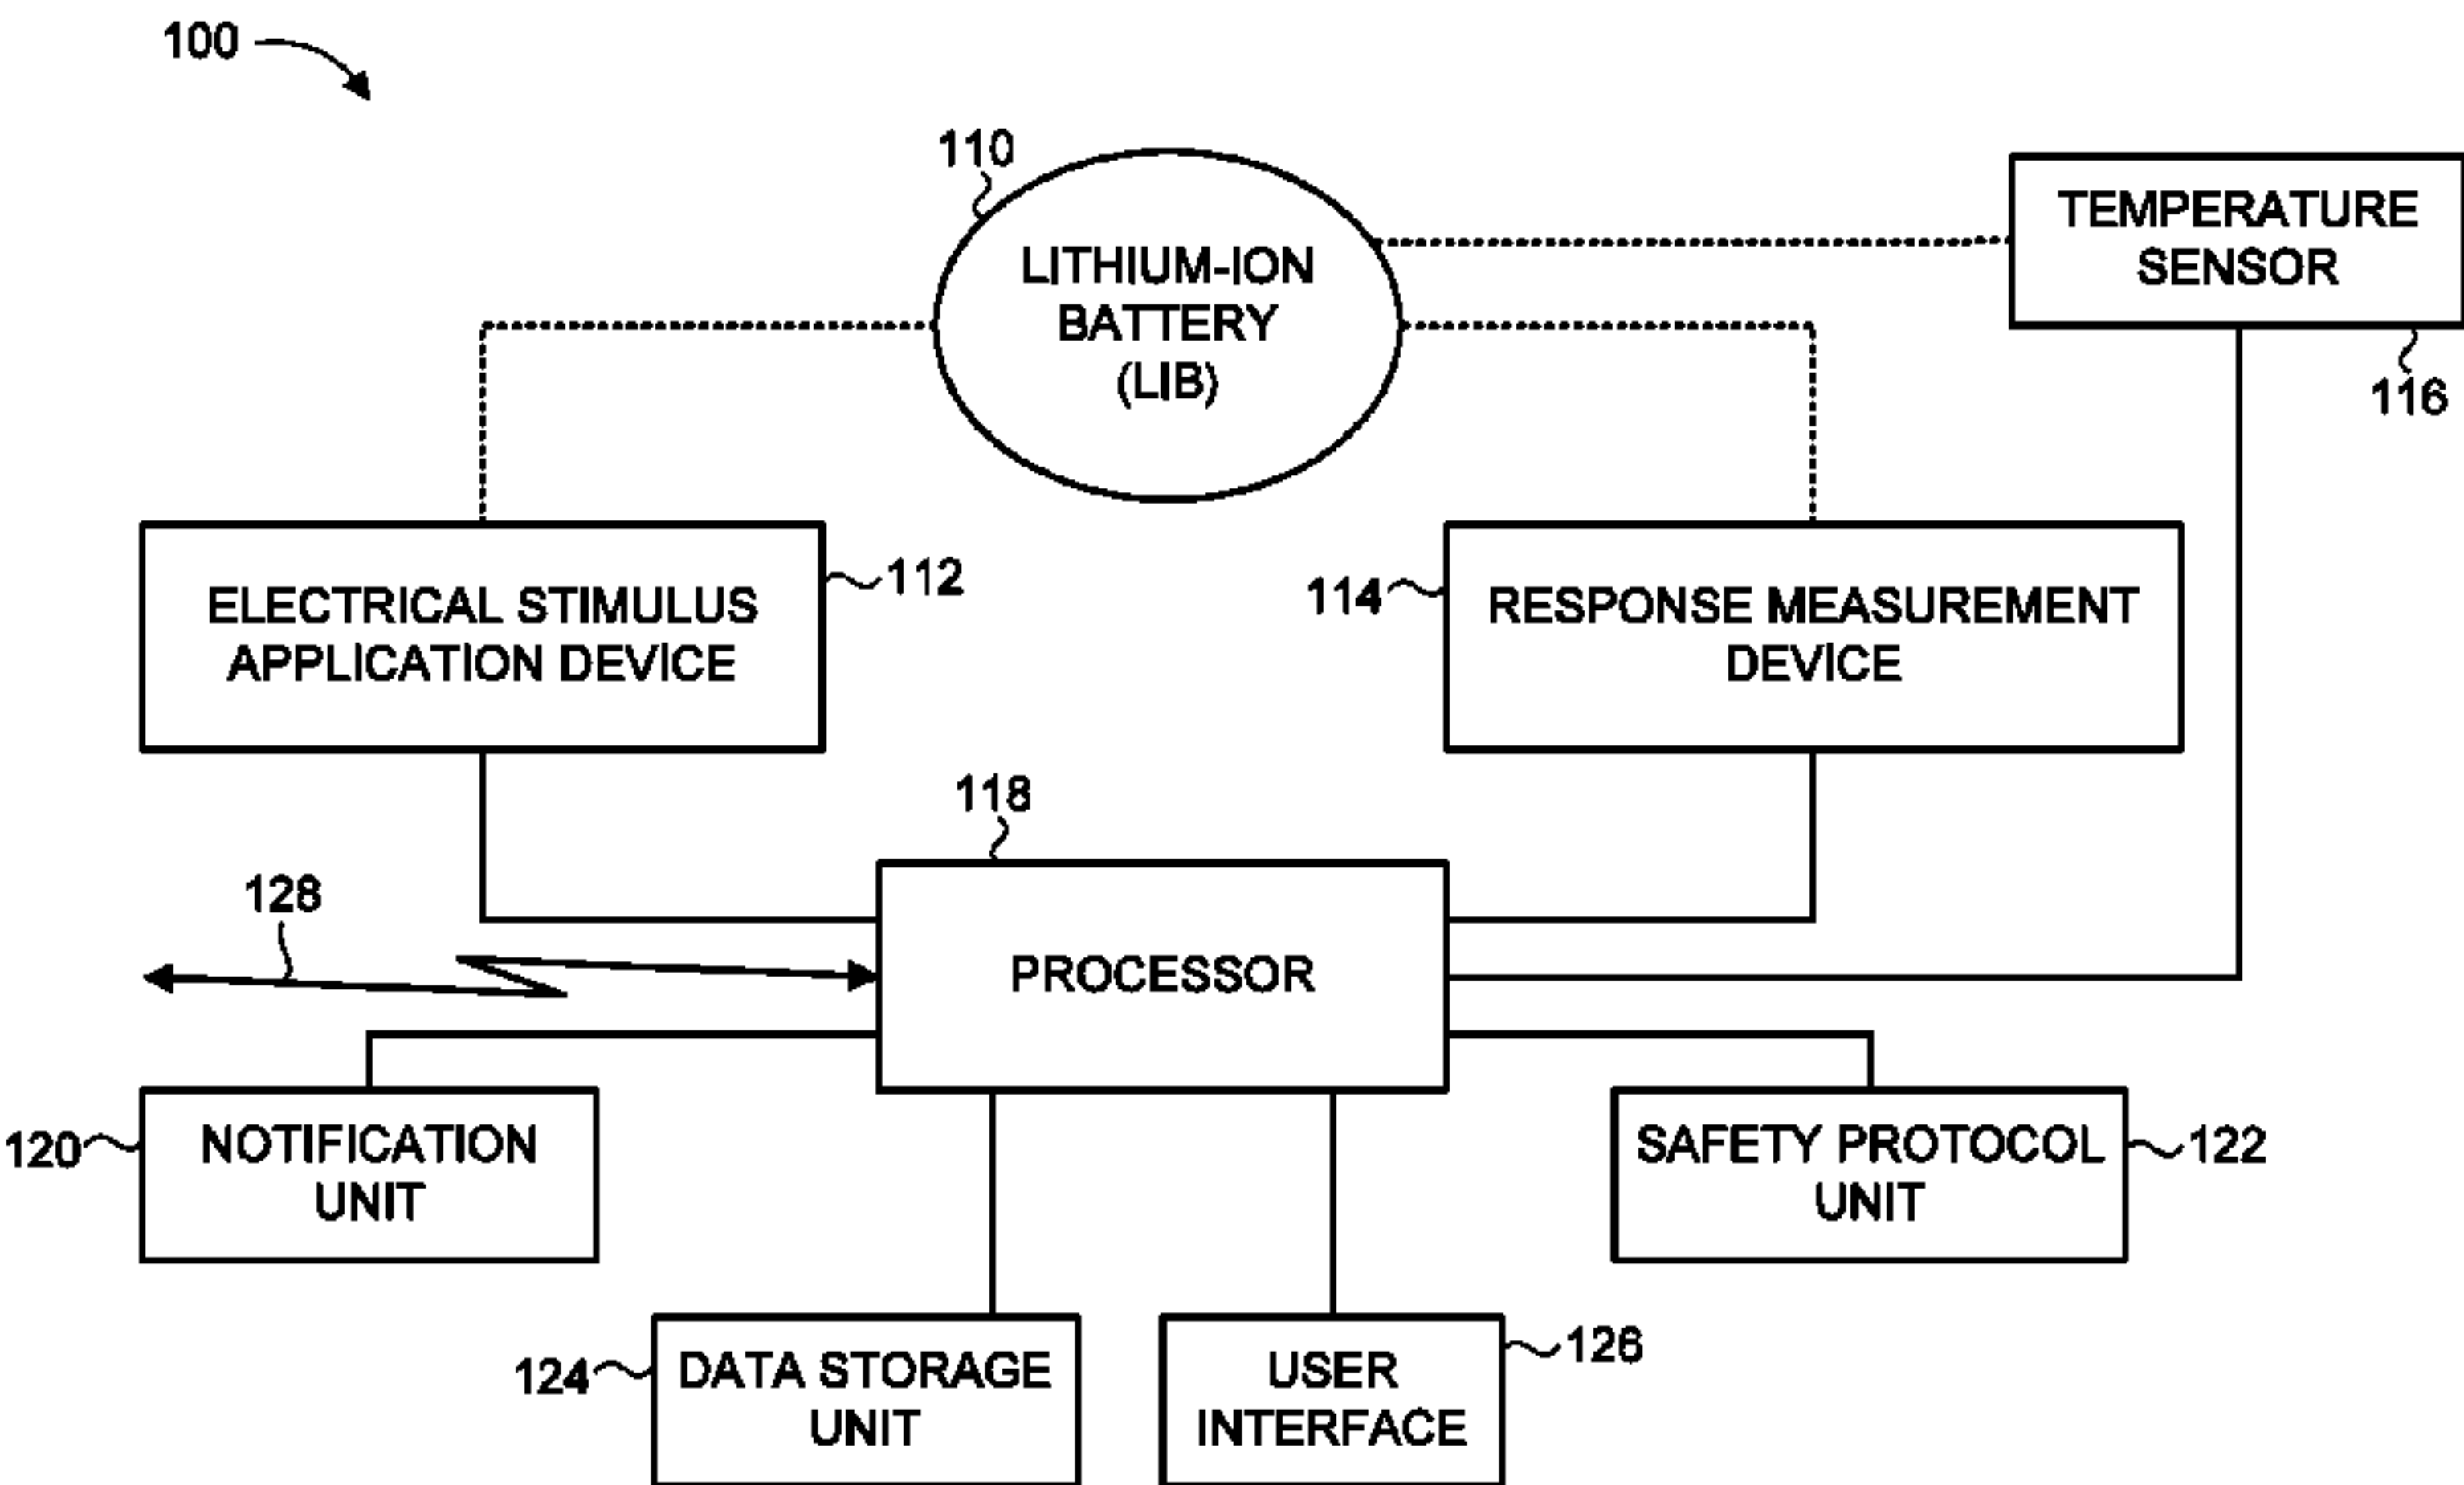 100
110
LITHIUM-ION
BATTERY
(LIB)
TEMPERATURE
SENSOR
116
ELECTRICAL STIMULUS
APPLICATION DEVICE
112
114
RESPONSE MEASUREMENT
DEVICE
118
128
PROCESSOR
120
NOTIFICATION
UNIT
SAFETY PROTOCOL
UNIT
122
124
DATA STORAGE
UNIT
USER
INTERFACE
126